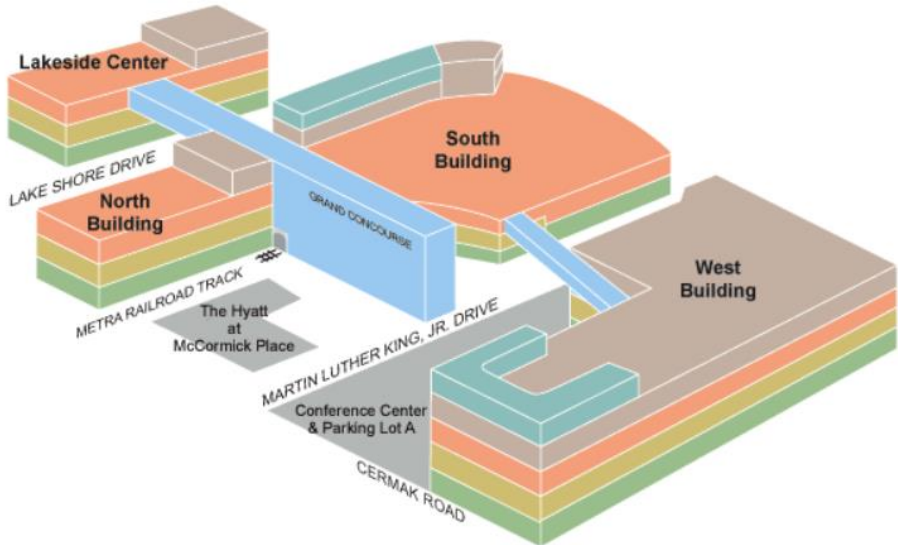 Lakeside Center
LAKE SHORE DRIVE
South
Building
North
Building
GRAND CONCOURSE
West
Building
METRA RAILROAD TRACK
The Hyatt
at
McCormick Place
MARTIN LUTHER KING, JR. DRIVE
Conference Center
& Parking Lot A
CERMAK ROAD